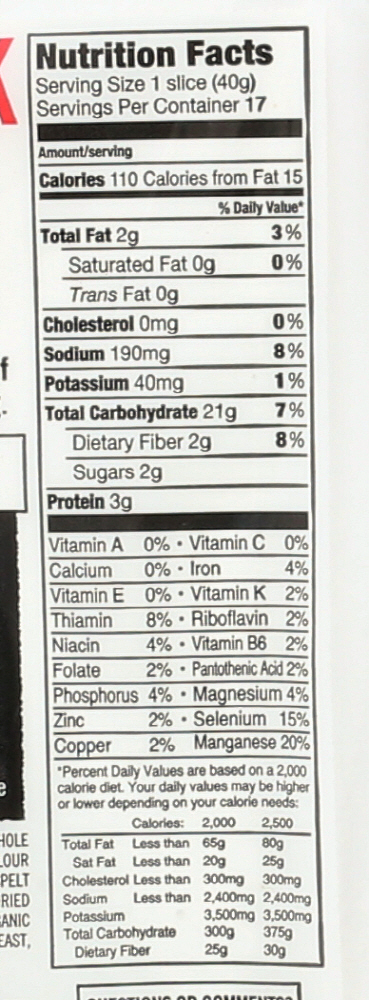 Nutrition Facts
Serving Size 1 slice (40g)
Servings Per Container 17
Amount/serving
Calories 110 Calories from Fat 15
% Daily Value*
Total Fat 2g 3%
Saturated Fat 0g 0%
Trans Fat 0g
Cholesterol 0mg 0%
Sodium 190mg 8%
Potassium 40mg 1%
Total Carbohydrate 21g 7%
Dietary Fiber 2g 8%
Sugars 2g
Protein 3g
Vitamin A 0% • Vitamin C 0%
Calcium 0% • Iron 4%
Vitamin E 0% • Vitamin K 2%
Thiamin 8% • Riboflavin 2%
Niacin 4% • Vitamin B6 2%
Folate 2% • Pantothenic Acid 2%
Phosphorus 4% • Magnesium 4%
Zinc 2% • Selenium 15%
Copper 2% Manganese 20%
*Percent Daily Values are based on a 2,000
calorie diet. Your daily values may be higher
or lower depending on your calorie needs:
Calories: 2,000 2,500
Total Fat Less than 65g 80g
Sat Fat Less than 20g 25g
Cholesterol Less than 300mg 300mg
Sodium Less than 2,400mg 2,400mg
Potassium 3,500mg 3,500mg
Total Carbohydrate 300g 375g
Dietary Fiber 25g 30g
HOLE
LOUR
PELT
RIED
ANIC
EAST,